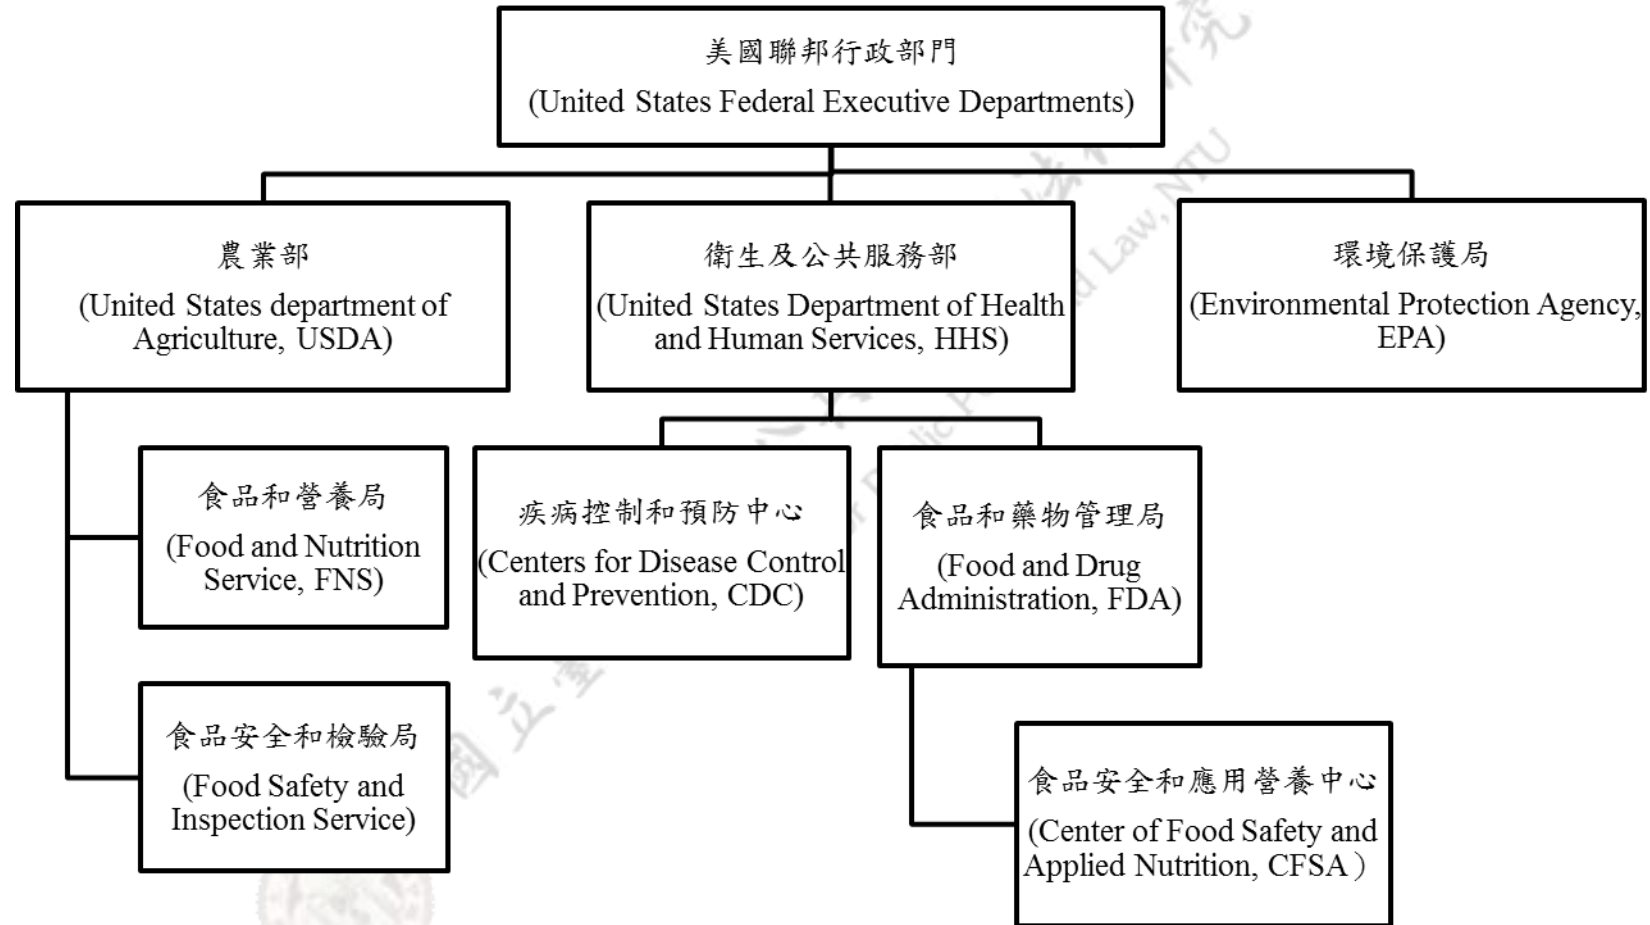 美國聯邦行政部門
(United States Federal Executive Departments)
農業部
(United States department of
Agriculture, USDA)
衛生及公共服務部
(United States Department of Health
and Human Services, HHS)
環境保護局
(Environmental Protection Agency,
EPA)
食品和營養局
(Food and Nutrition
Service, FNS)
疾病控制和預防中心
(Centers for Disease Control
and Prevention, CDC)
食品和藥物管理局
(Food and Drug
Administration, FDA)
食品安全和檢驗局
(Food Safety and
Inspection Service)
食品安全和應用營養中心
(Center of Food Safety and
Applied Nutrition, CFSA）
國立臺
Law, NTU